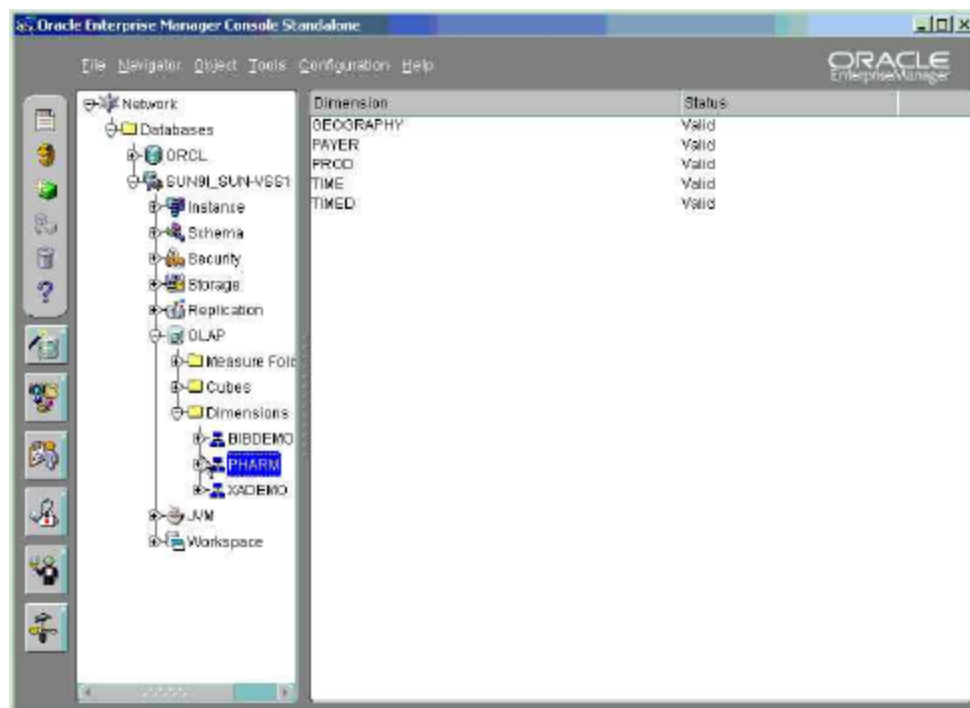 Oracle Enterprise Manager Console Standalone
File Navigator Object Tools Configuration Help
ORACLE
EnterpriseManager
Network
Databases
ORCL
SUN9I_SUN-VSS1
Instance
Schema
Security
Storage
Replication
OLAP
Measure Fold
Cubes
Dimensions
BIBDEMO
PHARM
XADEMO
JVM
Workspace
Dimension Status
GEOGRAPHY Valid
PAYER Valid
PROD Valid
TIME Valid
TIMED Valid